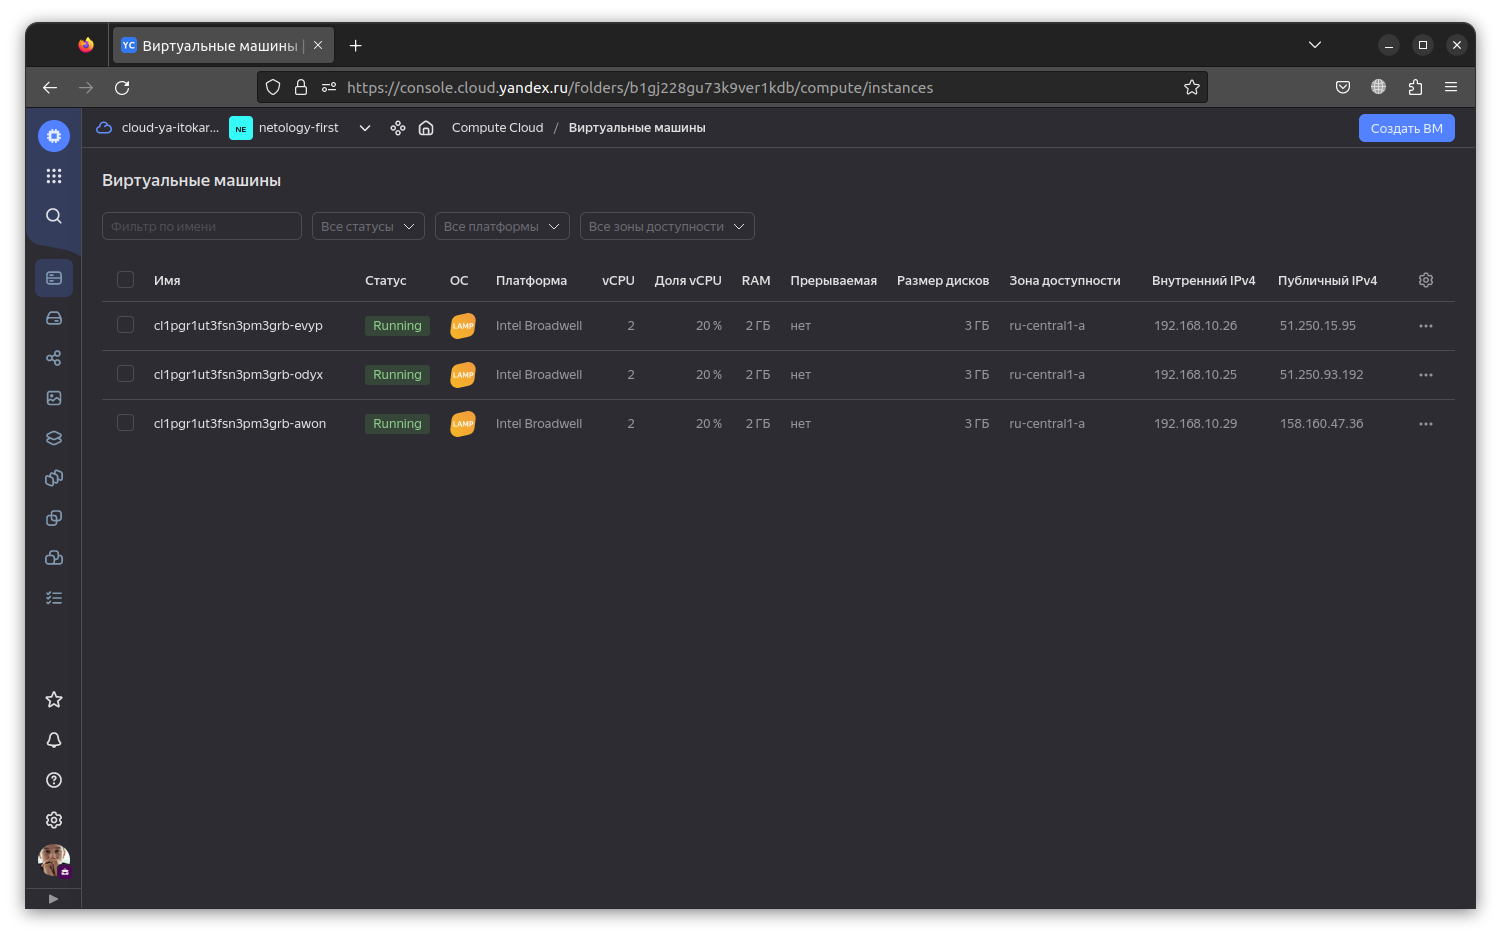 YC Виртуальные машины
https://console.cloud.yandex.ru/folders/b1gj228gu73k9ver1kdb/compute/instances
cloud-ya-itokar... NE netology-first Compute Cloud / Виртуальные машины Создать ВМ
Виртуальные машины
Фильтр по имени Все статусы Все платформы Все зоны доступности
Имя Статус ОС Платформа vCPU Доля vCPU RAM Прерываемая Размер дисков Зона доступности Внутренний IPv4 Публичный IPv4
cl1pgr1ut3fsn3pm3grb-evyp Running LAMP Intel Broadwell 2 20 % 2 ГБ нет 3 ГБ ru-central1-a 192.168.10.26 51.250.15.95
cl1pgr1ut3fsn3pm3grb-odyx Running LAMP Intel Broadwell 2 20 % 2 ГБ нет 3 ГБ ru-central1-a 192.168.10.25 51.250.93.192
cl1pgr1ut3fsn3pm3grb-awon Running LAMP Intel Broadwell 2 20 % 2 ГБ нет 3 ГБ ru-central1-a 192.168.10.29 158.160.47.36